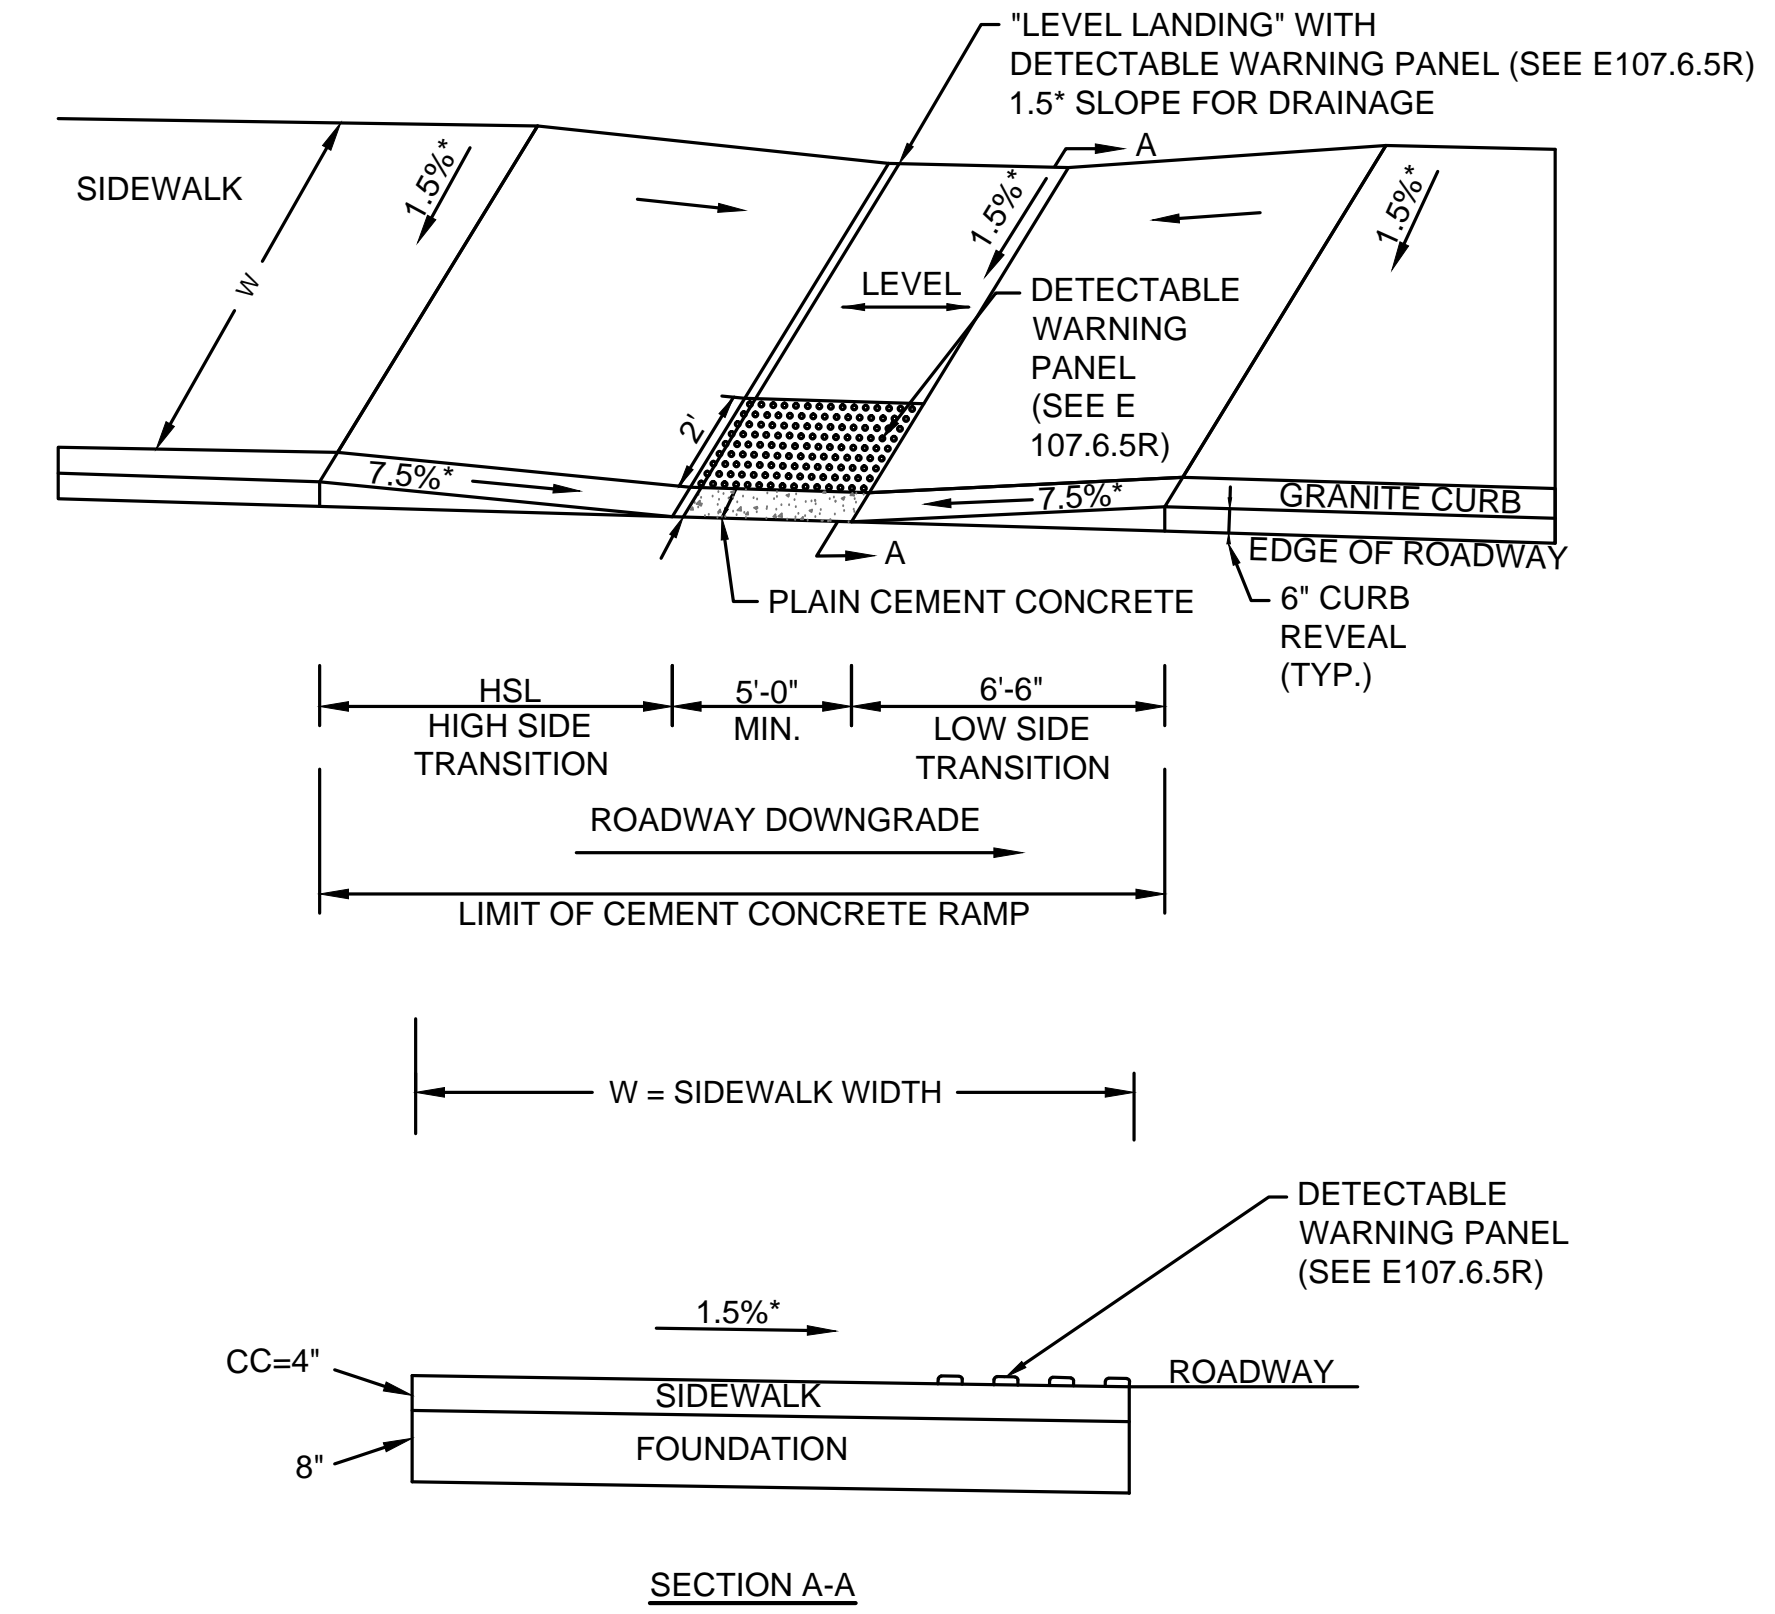 "LEVEL LANDING" WITH
DETECTABLE WARNING PANEL (SEE E107.6.5R)
1.5* SLOPE FOR DRAINAGE
A
SIDEWALK
1.5%*
1.5%*
1.5%*
W
LEVEL
DETECTABLE
WARNING
PANEL
(SEE E
107.6.5R)
2'
7.5%*
7.5%*
GRANITE CURB
EDGE OF ROADWAY
A
PLAIN CEMENT CONCRETE
6" CURB
REVEAL
(TYP.)
HSL
HIGH SIDE
TRANSITION
5'-0"
MIN.
6'-6"
LOW SIDE
TRANSITION
ROADWAY DOWNGRADE
LIMIT OF CEMENT CONCRETE RAMP
W = SIDEWALK WIDTH
DETECTABLE
WARNING PANEL
(SEE E107.6.5R)
1.5%*
CC=4"
SIDEWALK
ROADWAY
8"
FOUNDATION
SECTION A-A